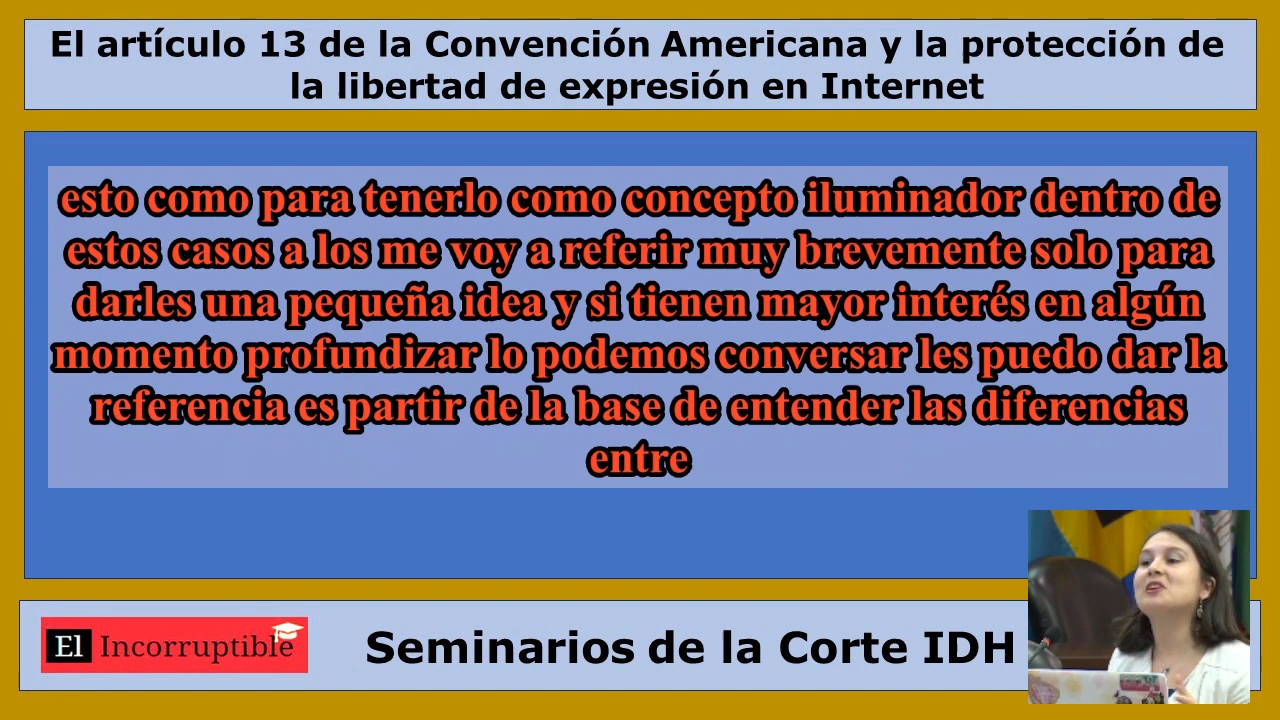 El artículo 13 de la Convención Americana y la protección de
la libertad de expresión en Internet
esto como para tenerlo como concepto iluminador dentro de
estos casos a los me voy a referir muy brevemente solo para
darles una pequeña idea y si tienen mayor interés en algún
momento profundizar lo podemos conversar les puedo dar la
referencia es partir de la base de entender las diferencias
entre
El Incorruptible
Seminarios de la Corte IDH